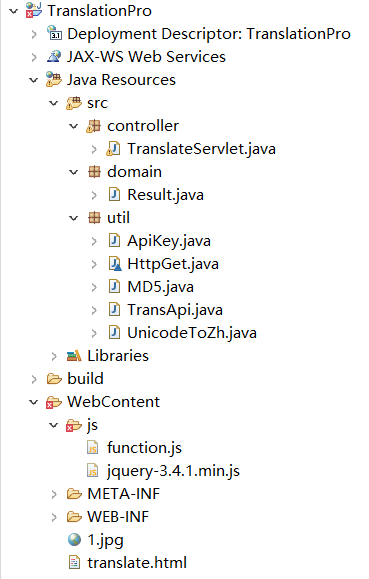 TranslationPro
Deployment Descriptor: TranslationPro
JAX-WS Web Services
Java Resources
src
controller
TranslateServlet.java
domain
Result.java
util
ApiKey.java
HttpGet.java
MD5.java
TransApi.java
UnicodeToZh.java
Libraries
build
WebContent
js
function.js
jquery-3.4.1.min.js
META-INF
WEB-INF
1.jpg
translate.html